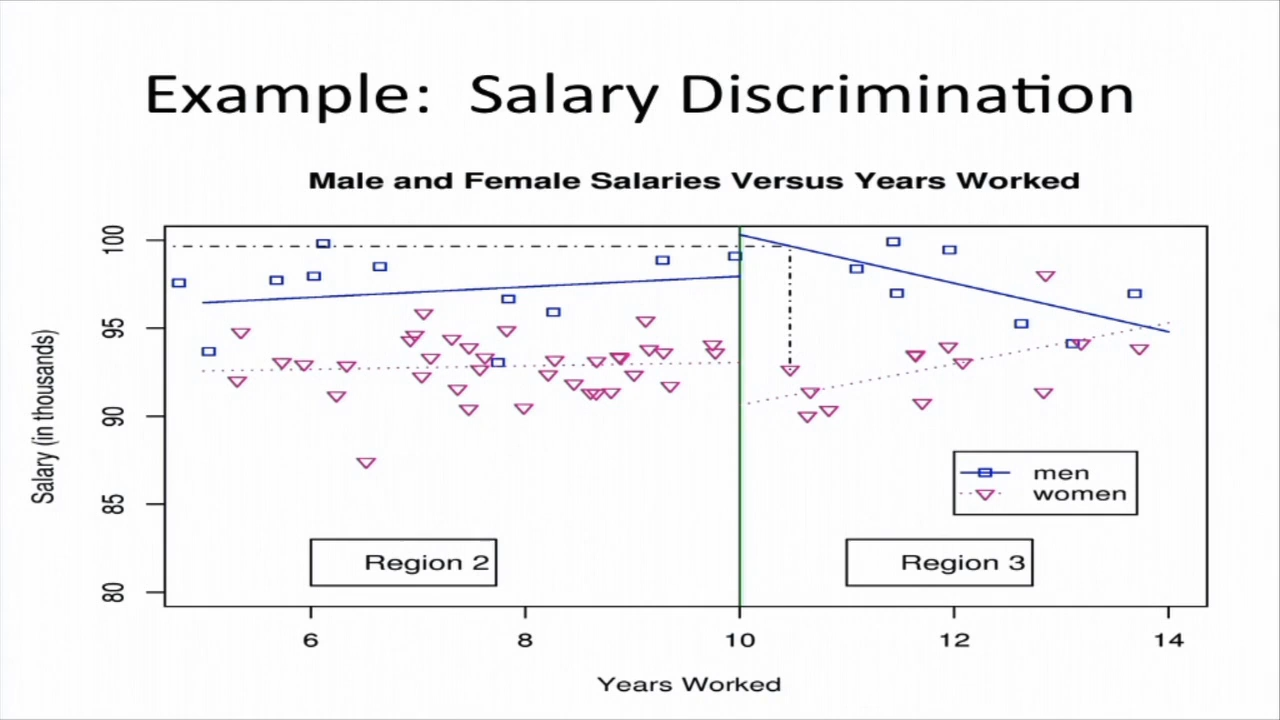 Example: Salary Discrimination
Male and Female Salaries Versus Years Worked
Salary (in thousands)
100
95
90
85
80
men
women
Region 2
Region 3
6 8 10 12 14
Years Worked